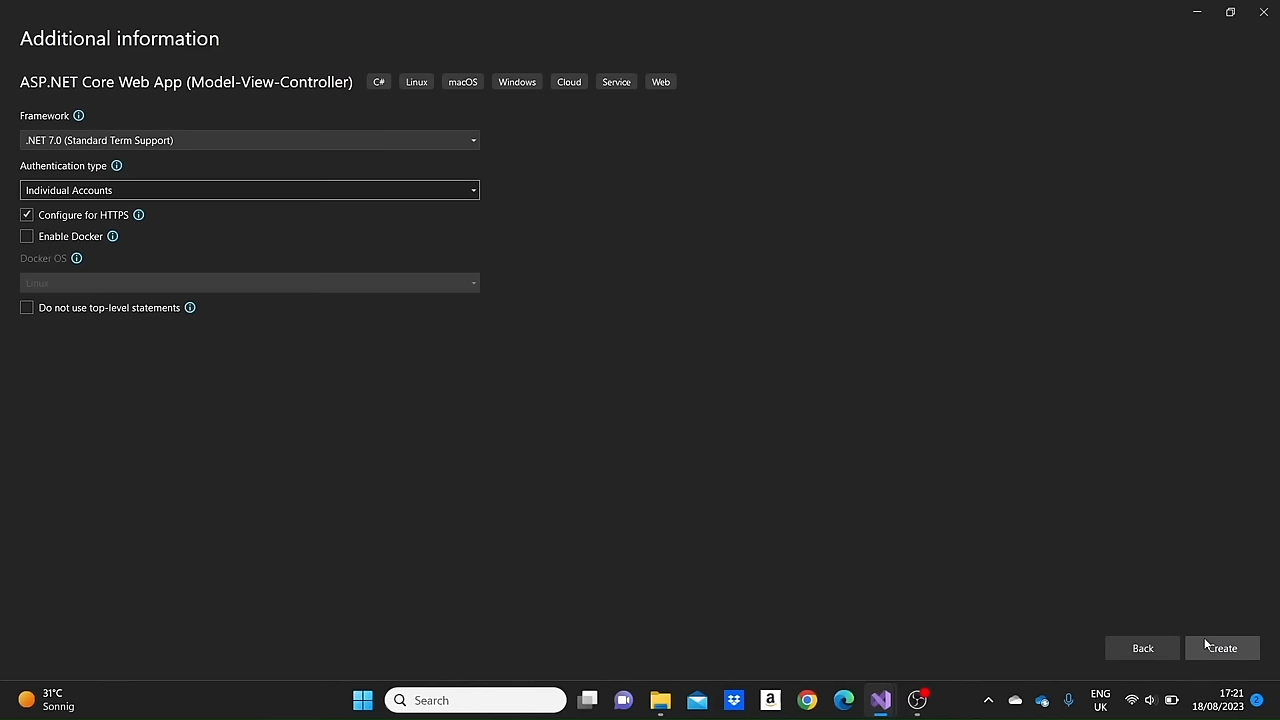 Additional information
ASP.NET Core Web App (Model-View-Controller) C# Linux macOS Windows Cloud Service Web
Framework
.NET 7.0 (Standard Term Support)
Authentication type
Individual Accounts
Configure for HTTPS
Enable Docker
Docker OS
Linux
Do not use top-level statements
Back Create
31°C
Sonnig
Search
ENG
UK
17:21
18/08/2023
2
a